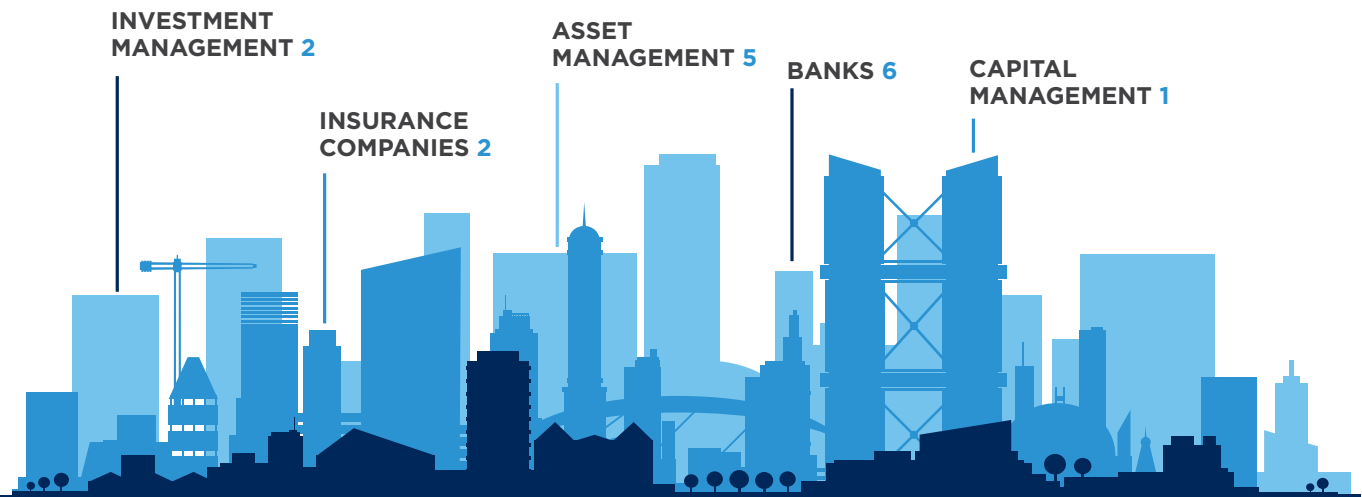 INVESTMENT
MANAGEMENT 2
INSURANCE
COMPANIES 2
ASSET
MANAGEMENT 5
BANKS 6
CAPITAL
MANAGEMENT 1